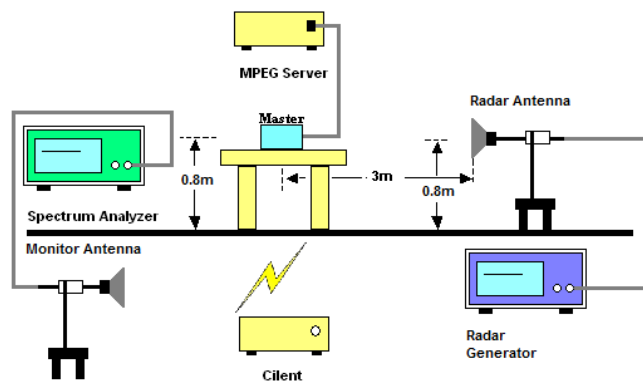 MPEG Server
Master
Radar Antenna
0.8m
3m
0.8m
Spectrum Analyzer
Monitor Antenna
Radar
Generator
Cilent